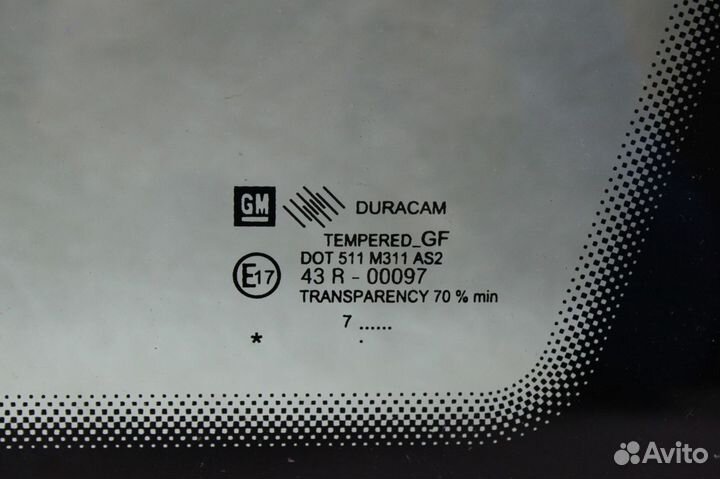 GM DURACAM
TEMPERED_GF
DOT 511 M311 AS2
E17 43 R - 00097
TRANSPARENCY 70 % min
7 ......
* .
Avito